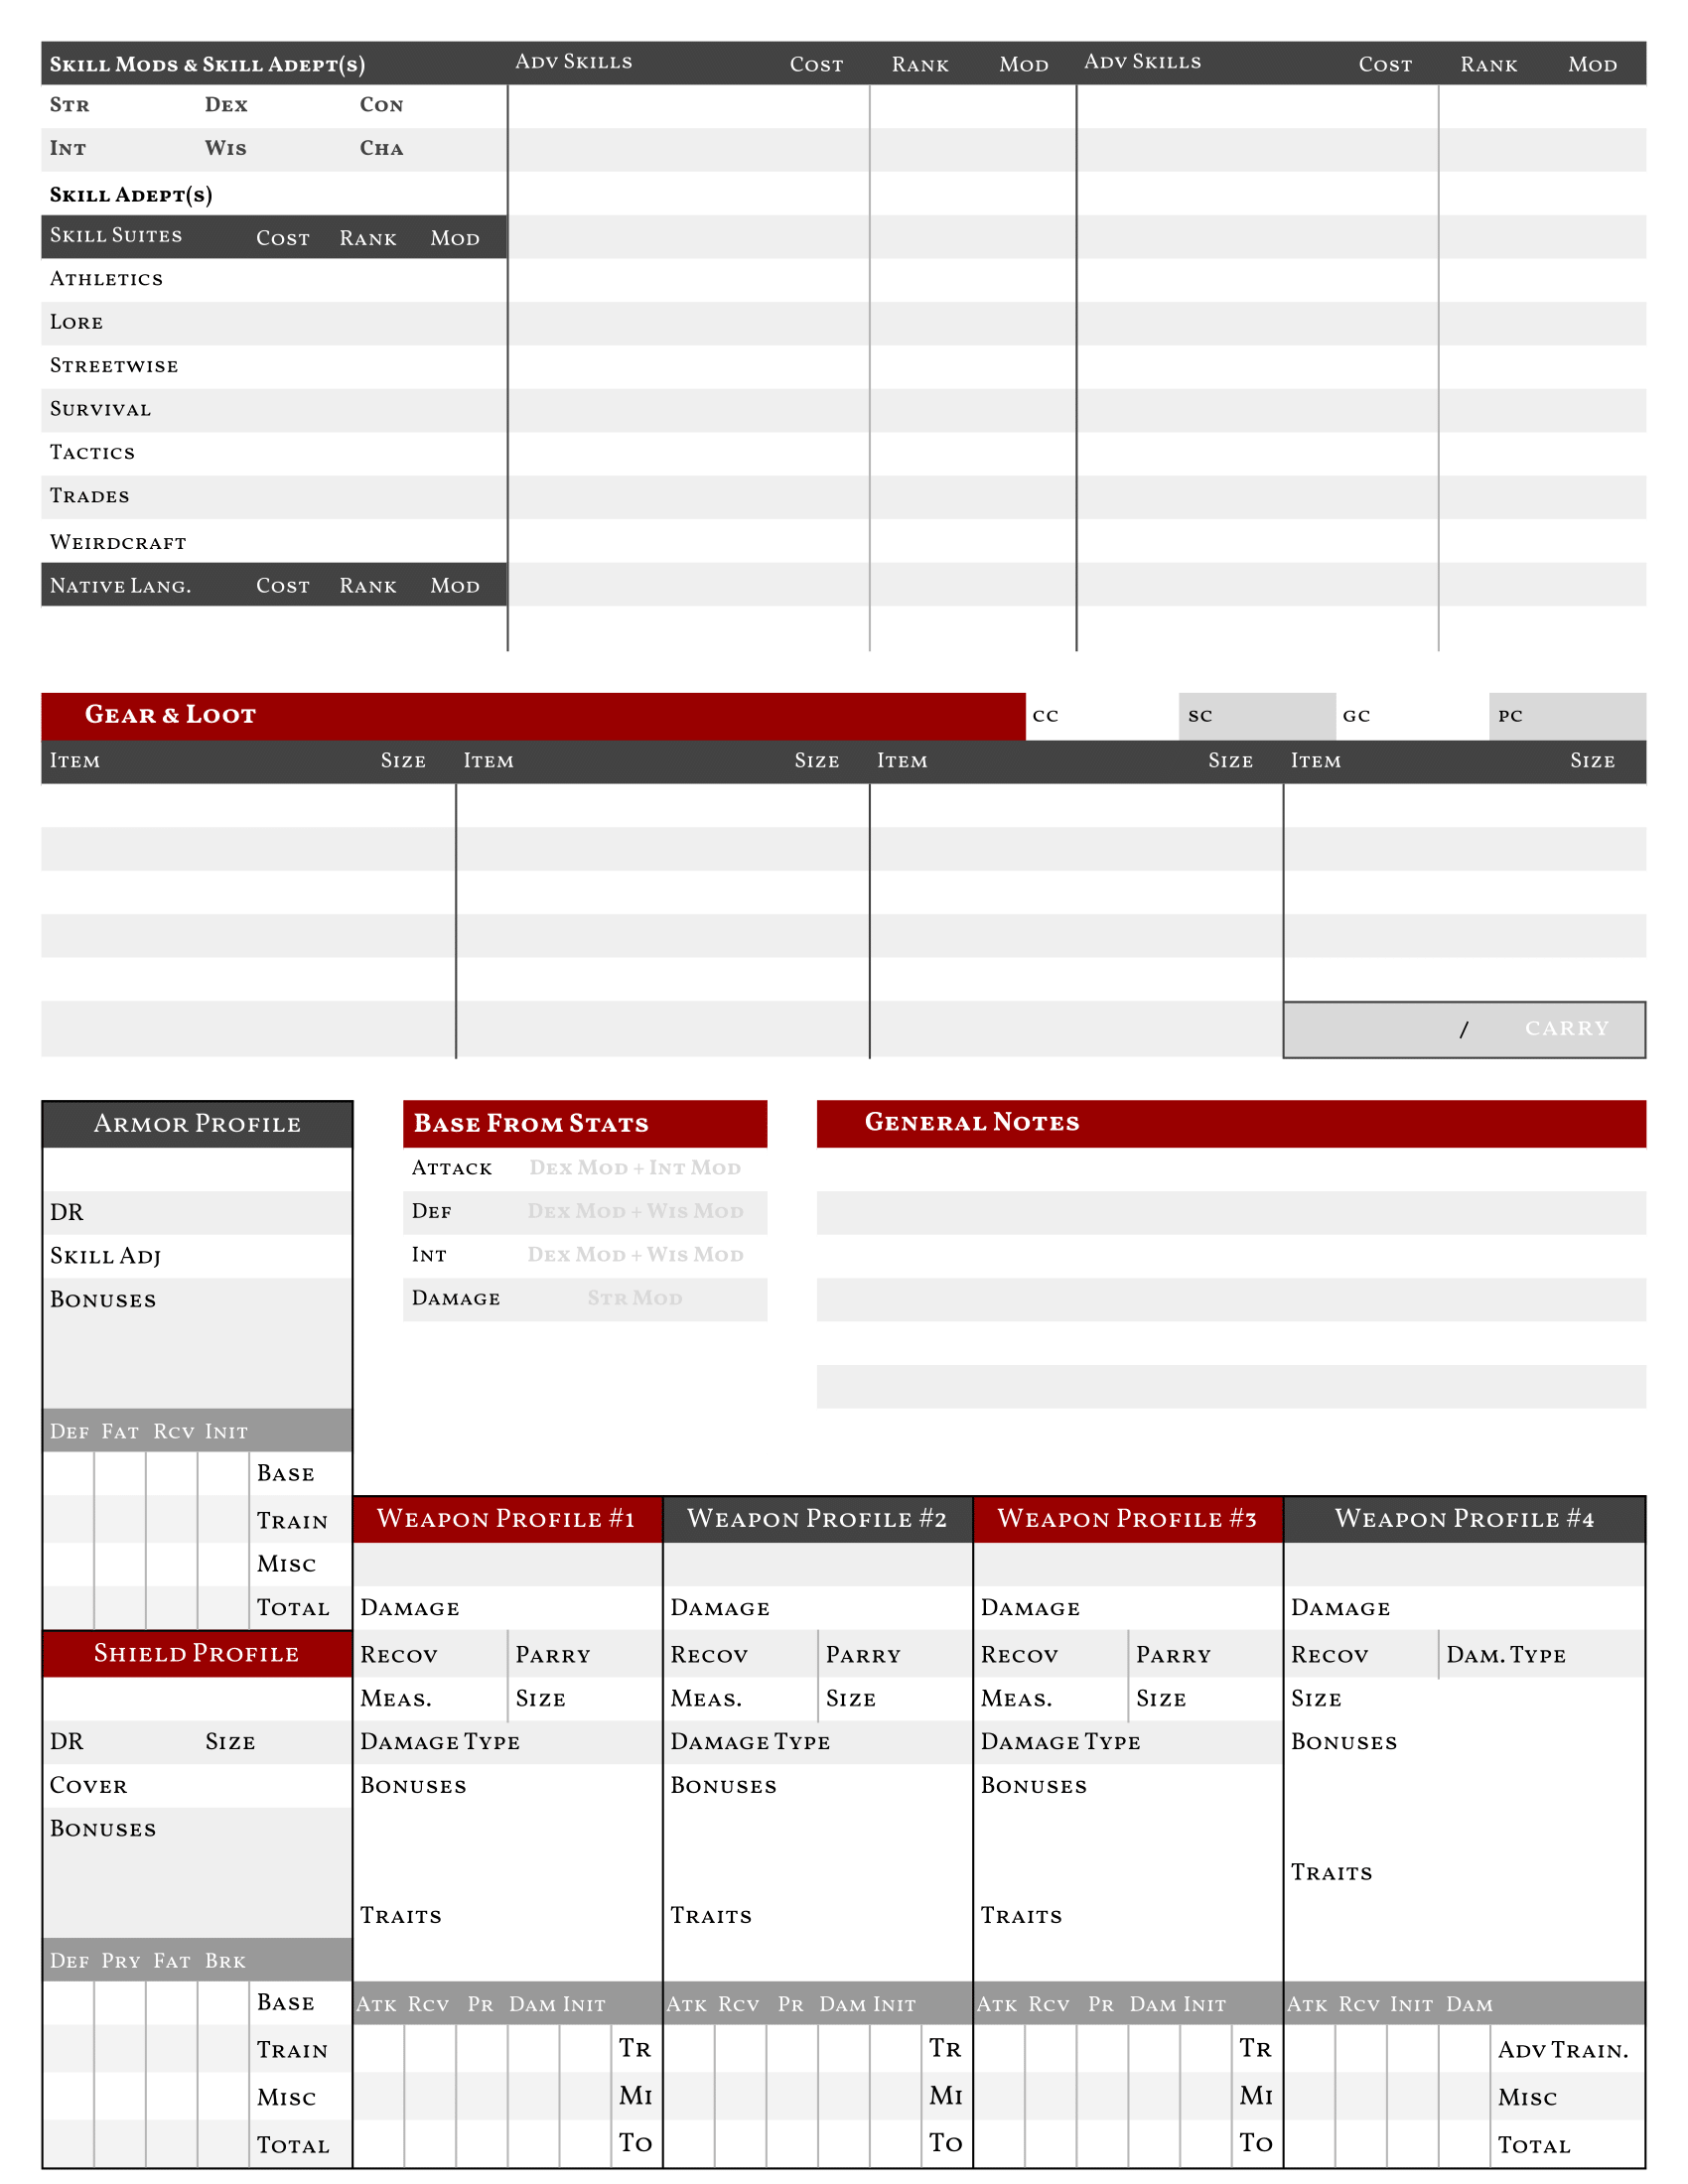 Skill Mods & Skill Adept(s) Adv Skills Cost Rank Mod Adv Skills Cost Rank Mod
Str Dex Con
Int Wis Cha
Skill Adept(s)
Skill Suites Cost Rank Mod
Athletics
Lore
Streetwise
Survival
Tactics
Trades
Weirdcraft
Native Lang. Cost Rank Mod
Gear & Loot cc sc gc pc
Item Size Item Size Item Size Item Size
/ CARRY
Armor Profile
DR
Skill Adj
Bonuses
Def Fat Rcv Init
Base
Train
Misc
Total
Base From Stats
Attack Dex Mod + Int Mod
Def Dex Mod + Wis Mod
Int Dex Mod + Wis Mod
Damage Str Mod
General Notes
Shield Profile
DR Size
Cover
Bonuses
Def Pry Fat Brk
Base
Train
Misc
Total
Weapon Profile #1
Damage
Recov Parry
Meas. Size
Damage Type
Bonuses
Traits
Atk Rcv Pr Dam Init
Tr
Mi
To
Weapon Profile #2
Damage
Recov Parry
Meas. Size
Damage Type
Bonuses
Traits
Atk Rcv Pr Dam Init
Tr
Mi
To
Weapon Profile #3
Damage
Recov Parry
Meas. Size
Damage Type
Bonuses
Traits
Atk Rcv Pr Dam Init
Tr
Mi
To
Weapon Profile #4
Damage
Recov Dam. Type
Size
Bonuses
Traits
Atk Rcv Init Dam
Adv Train.
Misc
Total